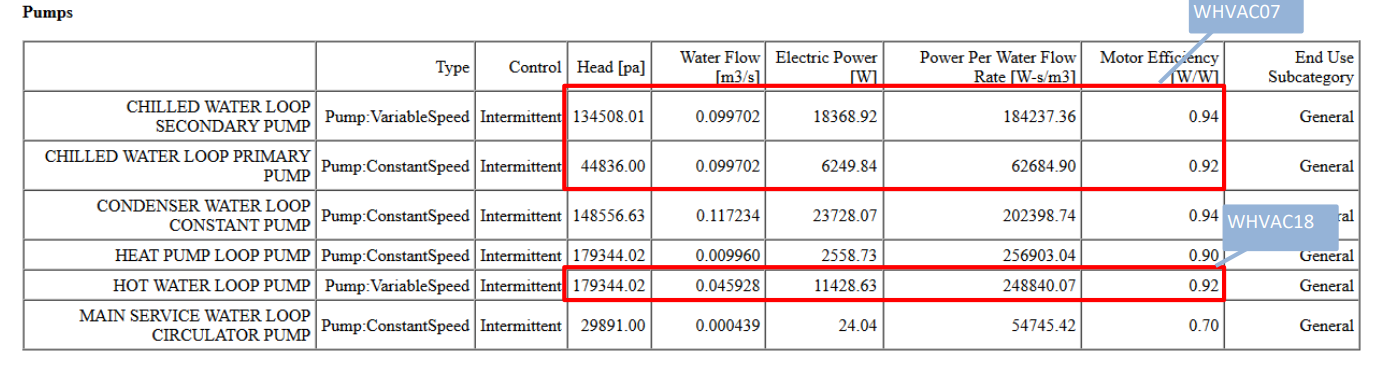 Pumps
WHVAC07
Type Control Head [pa] Water Flow [m3/s] Electric Power [W] Power Per Water Flow Rate [W-s/m3] Motor Efficiency [W/W] End Use Subcategory
CHILLED WATER LOOP SECONDARY PUMP Pump:VariableSpeed Intermittent 134508.01 0.099702 18368.92 184237.36 0.94 General
CHILLED WATER LOOP PRIMARY PUMP Pump:ConstantSpeed Intermittent 44836.00 0.099702 6249.84 62684.90 0.92 General
CONDENSER WATER LOOP CONSTANT PUMP Pump:ConstantSpeed Intermittent 148556.63 0.117234 23728.07 202398.74 0.94 ral
WHVAC18
HEAT PUMP LOOP PUMP Pump:ConstantSpeed Intermittent 179344.02 0.009960 2558.73 256903.04 0.90 General
HOT WATER LOOP PUMP Pump:VariableSpeed Intermittent 179344.02 0.045928 11428.63 248840.07 0.92 General
MAIN SERVICE WATER LOOP CIRCULATOR PUMP Pump:ConstantSpeed Intermittent 29891.00 0.000439 24.04 54745.42 0.70 General